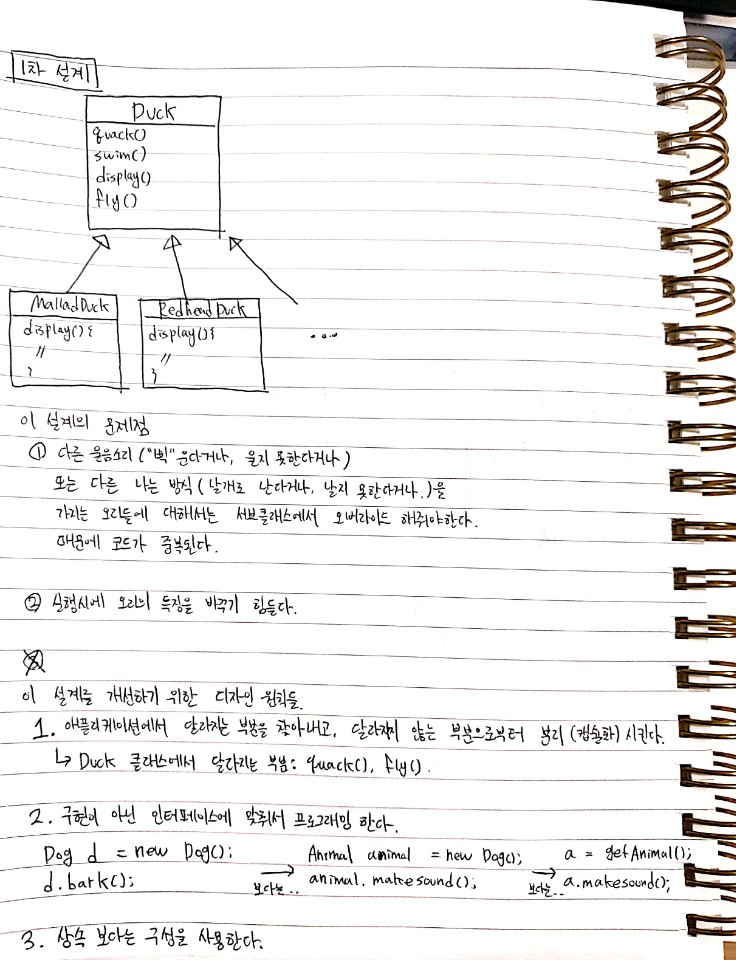 1차 설계
Duck
quack()
swim()
display()
fly()
MalladDuck
display() {
//
}
RedheadDuck
display() {
//
}
....
이 설계의 문제점
① 다른 울음소리 ("삑" 운다거나, 울지 못한다거나)
또는 다른 나는 방식 (날개로 난다거나, 날지 못한다거나.)을
가지는 오리들에 대해서는 서브클래스에서 오버라이드 해줘야한다.
때문에 코드가 중복된다.
② 실행시에 오리의 특징을 바꾸기 힘들다.
이 설계를 개선하기 위한 디자인 원칙들.
1. 애플리케이션에서 달라지는 부분을 찾아내고, 달라지지 않는 부분으로부터 분리 (캡슐화) 시킨다.
↳ Duck 클래스에서 달라지는 부분: quack(), fly().
2. 구현이 아닌 인터페이스에 맞춰서 프로그래밍 한다.
Dog d = new Dog(); Animal animal = new Dog(); a = getAnimal();
d.bark(); → 보다는.. animal.makesound(); → 보다는.. a.makesound();
3. 상속 보다는 구성을 사용한다.